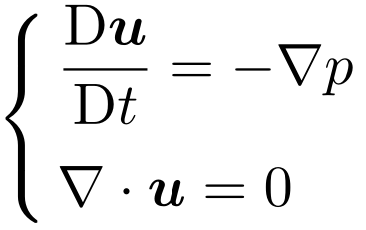 Du/Dt = −∇p
∇ · u = 0